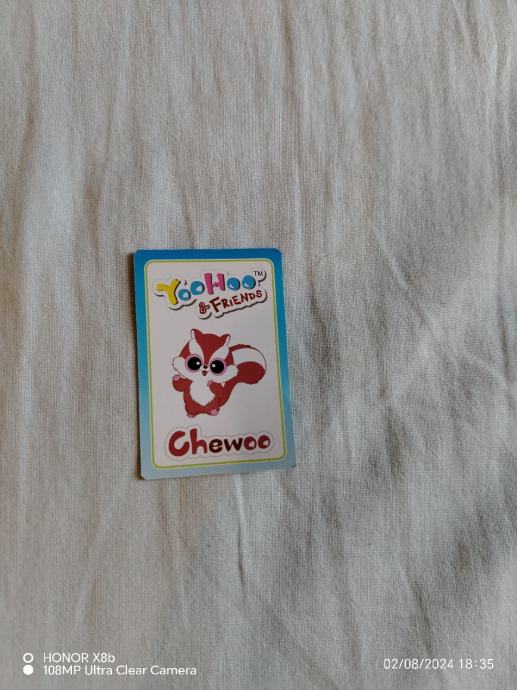 YooHoo™
& FRIENDS
Chewoo
HONOR X8b
108MP Ultra Clear Camera
02/08/2024 18:35